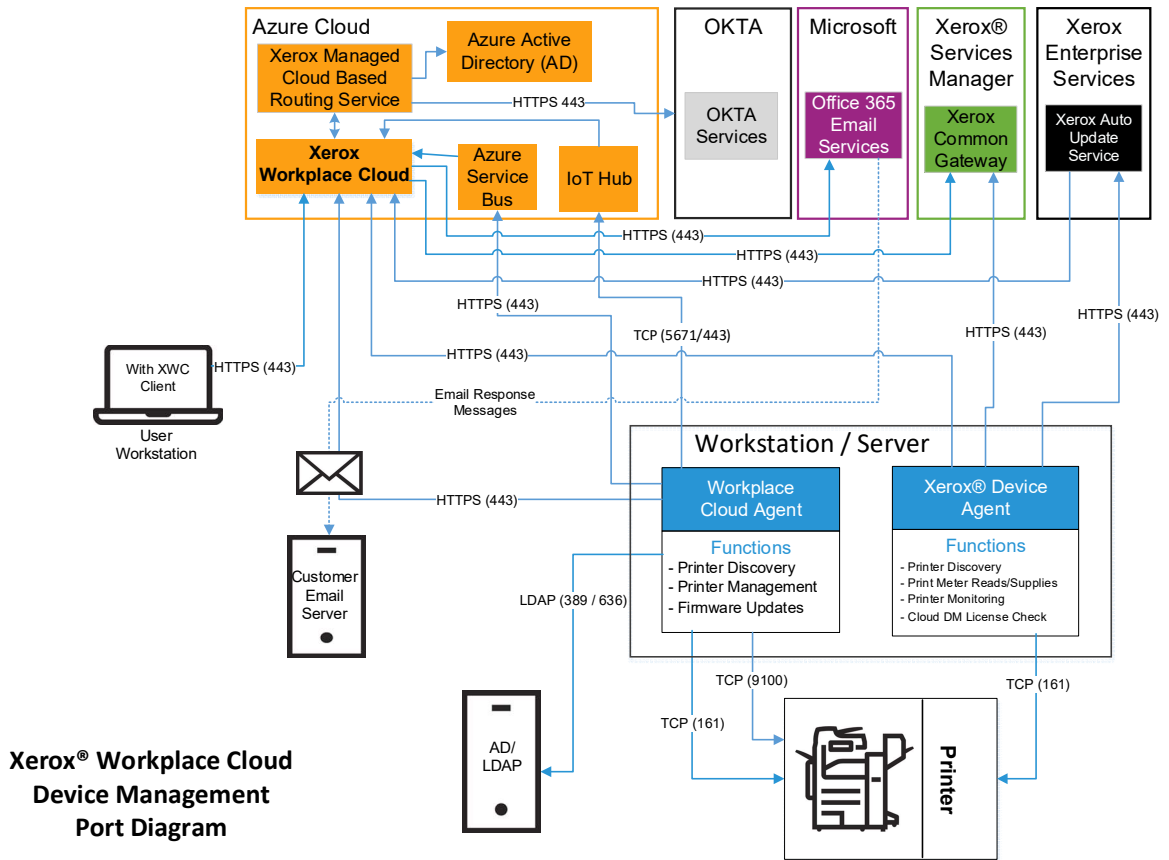 Azure Cloud
Xerox Managed
Cloud Based
Routing Service
Azure Active
Directory (AD)
HTTPS 443
Xerox
Workplace Cloud
Azure
Service
Bus
IoT Hub
OKTA
OKTA
Services
Microsoft
Office 365
Email
Services
Xerox®
Services
Manager
Xerox
Common
Gateway
Xerox
Enterprise
Services
Xerox Auto
Update
Service
HTTPS (443)
HTTPS (443)
HTTPS (443)
HTTPS (443)
TCP (5671/443)
HTTPS (443)
HTTPS (443)
HTTPS (443)
With XWC
Client
HTTPS (443)
User
Workstation
Email Response
Messages
HTTPS (443)
Customer
Email
Server
Workstation / Server
Workplace
Cloud Agent
Functions
- Printer Discovery
- Printer Management
- Firmware Updates
Xerox® Device
Agent
Functions
- Printer Discovery
- Print Meter Reads/Supplies
- Printer Monitoring
- Cloud DM License Check
LDAP (389 / 636)
TCP (9100)
TCP (161)
TCP (161)
AD/
LDAP
Printer
Xerox® Workplace Cloud
Device Management
Port Diagram